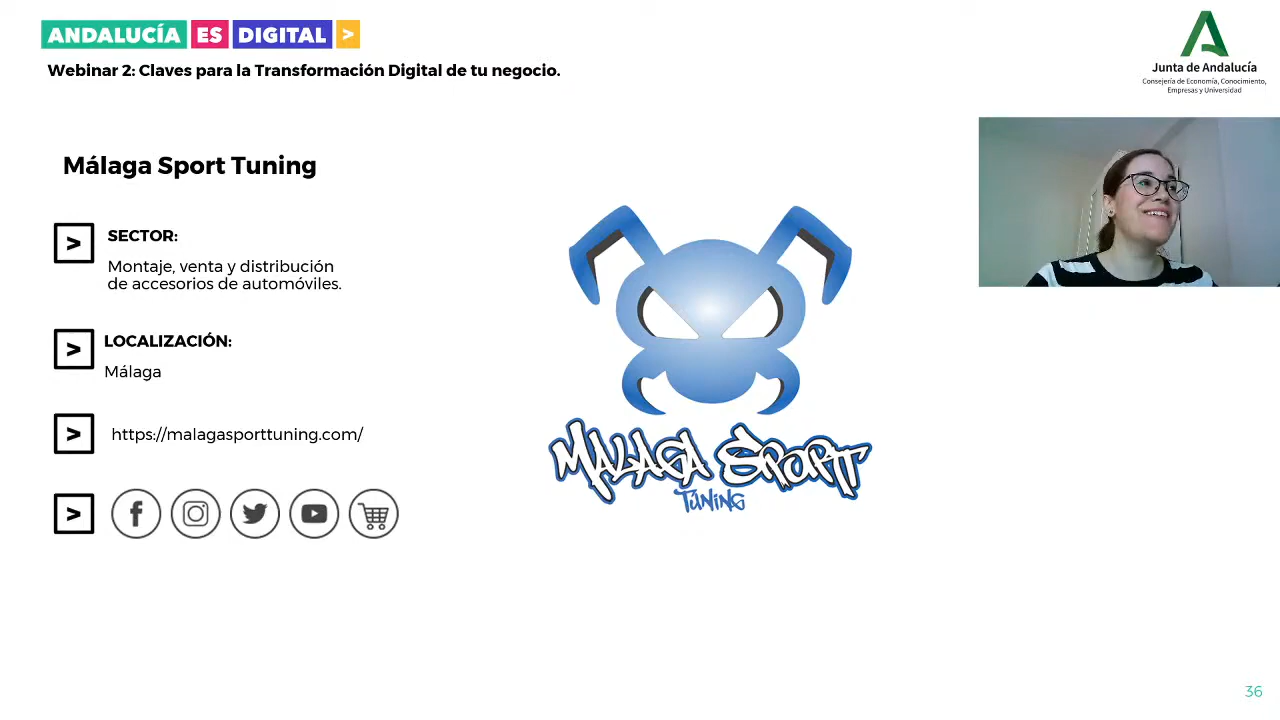 ANDALUCÍA ES DIGITAL >
Webinar 2: Claves para la Transformación Digital de tu negocio.
Junta de Andalucía
Consejería de Economía, Conocimiento,
Empresas y Universidad
Málaga Sport Tuning
> SECTOR:
Montaje, venta y distribución
de accesorios de automóviles.
> LOCALIZACIÓN:
Málaga
> https://malagasporttuning.com/
>
MALAGA SPORT
TUNING
36